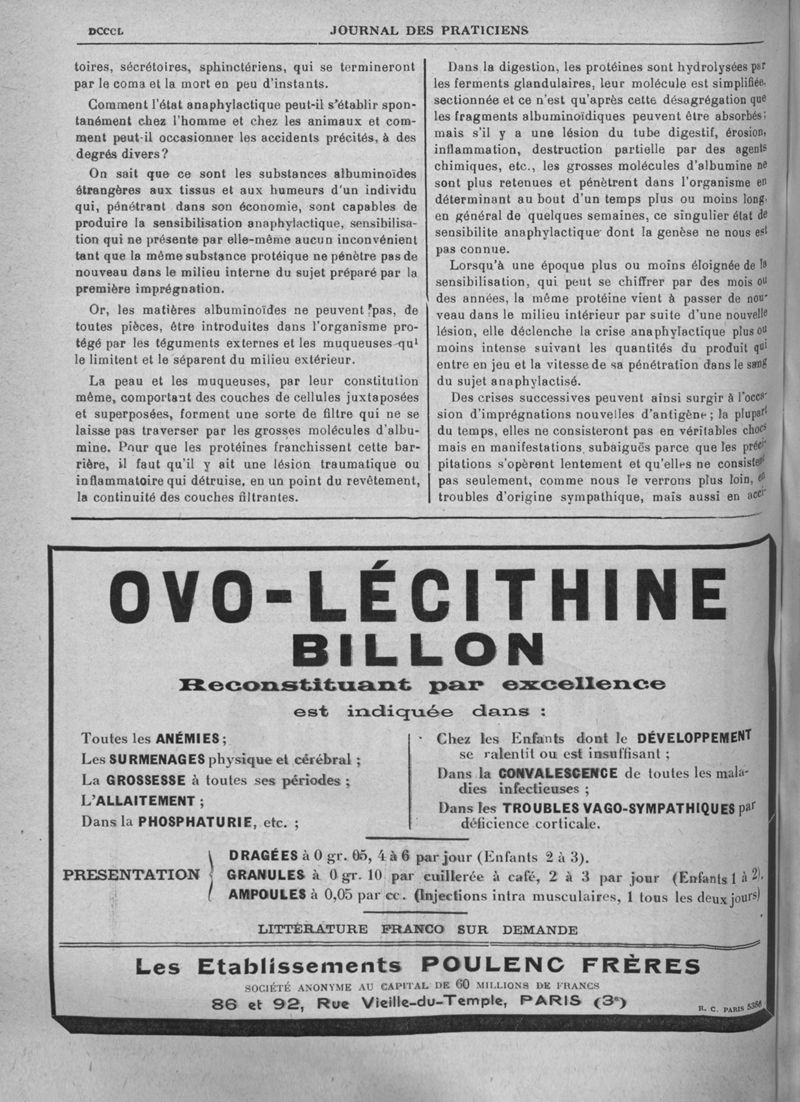 DCCCL
JOURNAL DES PRATICIENS
toires, sécrétoires, sphinctériens, qui se termineront
par le coma et la mort en peu d'instants.
Comment l'état anaphylactique peut-il s'établir spon-
tanément chez l'homme et chez les animaux et com-
ment peut-il occasionner les accidents précités, à des
degrés divers ?
On sait que ce sont les substances albuminoïdes
étrangères aux tissus et aux humeurs d'un individu
qui, pénétrant dans son économie, sont capables de
produire la sensibilisation anaphylactique, sensibilisa-
tion qui ne présente par elle-même aucun inconvénient
tant que la même substance protéique ne pénètre pas de
nouveau dans le milieu interne du sujet préparé par la
première imprégnation.
Or, les matières albuminoïdes ne peuvent pas, de
toutes pièces, être introduites dans l'organisme pro-
tégé par les téguments externes et les muqueuses qui
le limitent et le séparent du milieu extérieur.
La peau et les muqueuses, par leur constitution
même, comportant des couches de cellules juxtaposées
et superposées, forment une sorte de filtre qui ne se
laisse pas traverser par les grosses molécules d'albu-
mine. Pour que les protéines franchissent cette bar-
rière, il faut qu'il y ait une lésion traumatique ou
inflammatoire qui détruise, en un point du revêtement,
la continuité des couches filtrantes.
Dans la digestion, les protéines sont hydrolysées par
les ferments glandulaires, leur molécule est simplifiée,
sectionnée et ce n'est qu'après cette désagrégation que
les fragments albuminoïdiques peuvent être absorbés ;
mais s'il y a une lésion du tube digestif, érosion,
inflammation, destruction partielle par des agents
chimiques, etc., les grosses molécules d'albumine ne
sont plus retenues et pénètrent dans l'organisme en
déterminant au bout d'un temps plus ou moins long,
en général de quelques semaines, ce singulier état de
sensibilite anaphylactique dont la genèse ne nous est
pas connue.
Lorsqu'à une époque plus ou moins éloignée de la
sensibilisation, qui peut se chiffrer par des mois ou
des années, la même protéine vient à passer de nou-
veau dans le milieu intérieur par suite d'une nouvelle
lésion, elle déclenche la crise anaphylactique plus ou
moins intense suivant les quantités du produit qui
entre en jeu et la vitesse de sa pénétration dans le sang
du sujet anaphylactisé.
Des crises successives peuvent ainsi surgir à l'occa-
sion d'imprégnations nouvelles d'antigène ; la plupart
du temps, elles ne consisteront pas en véritables chocs
mais en manifestations subaiguës parce que les préci-
pitations s'opèrent lentement et qu'elles ne consistent
pas seulement, comme nous le verrons plus loin, en
troubles d'origine sympathique, mais aussi en acci-
OVO-LÉCITHINE
BILLON
Reconstituant par excellence
est indiquée dans :
Toutes les ANÉMIES ;
Les SURMENAGES physique et cérébral ;
La GROSSESSE à toutes ses périodes ;
L'ALLAITEMENT ;
Dans la PHOSPHATURIE, etc. ;
Chez les Enfants dont le DÉVELOPPEMENT
se ralentit ou est insuffisant ;
Dans la CONVALESCENCE de toutes les mala-
dies infectieuses ;
Dans les TROUBLES VAGO-SYMPATHIQUES par
déficience corticale.
PRESENTATION
DRAGÉES à 0 gr. 05, 4 à 6 par jour (Enfants 2 à 3).
GRANULES à 0 gr. 10 par cuillerée à café, 2 à 3 par jour (Enfants 1 à 2).
AMPOULES à 0,05 par cc. (Injections intra musculaires, 1 tous les deux jours)
LITTÉRATURE FRANCO SUR DEMANDE
Les Etablissements POULENC FRÈRES
SOCIÉTÉ ANONYME AU CAPITAL DE 60 MILLIONS DE FRANCS
86 et 92, Rue Vieille-du-Temple, PARIS (3e)
R. C. PARIS 5386